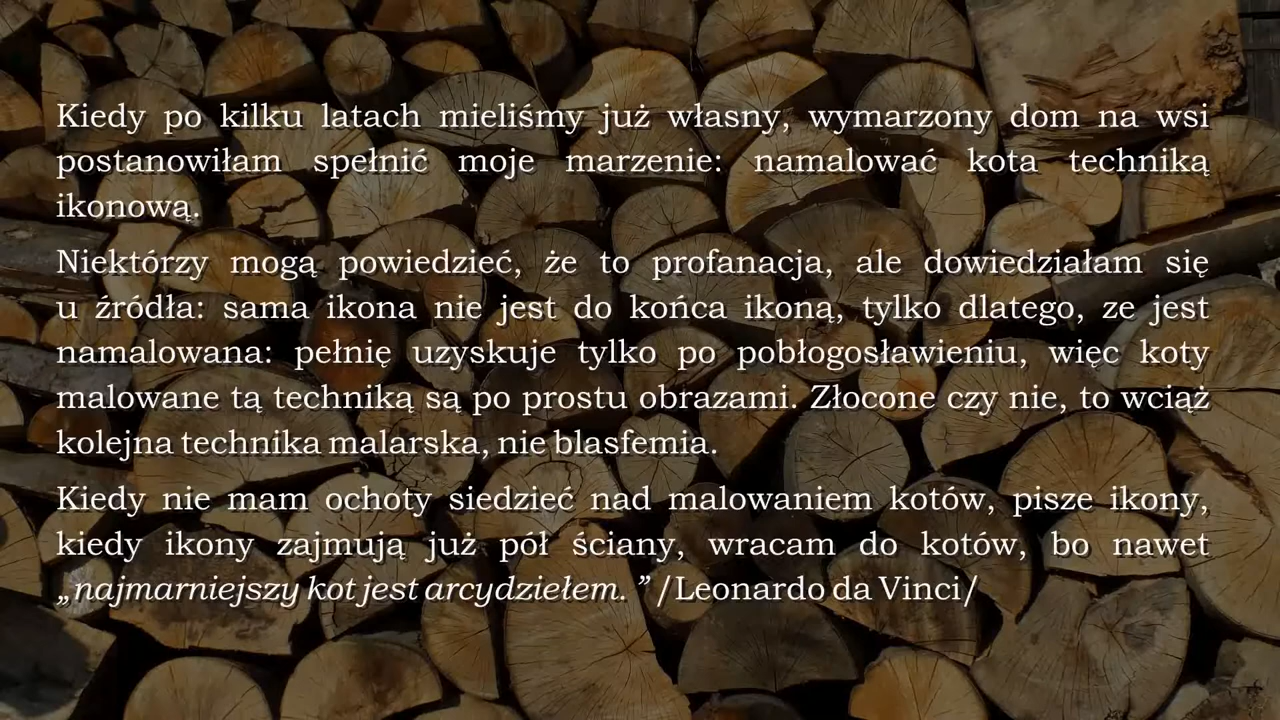 Kiedy po kilku latach mieliśmy już własny, wymarzony dom na wsi
postanowiłam spełnić moje marzenie: namalować kota techniką
ikonową.
Niektórzy mogą powiedzieć, że to profanacja, ale dowiedziałam się
u źródła: sama ikona nie jest do końca ikoną, tylko dlatego, ze jest
namalowana: pełnię uzyskuje tylko po pobłogosławieniu, więc koty
malowane tą techniką są po prostu obrazami. Złocone czy nie, to wciąż
kolejna technika malarska, nie blasfemia.
Kiedy nie mam ochoty siedzieć nad malowaniem kotów, pisze ikony,
kiedy ikony zajmują już pół ściany, wracam do kotów, bo nawet
„najmarniejszy kot jest arcydziełem. ” /Leonardo da Vinci/